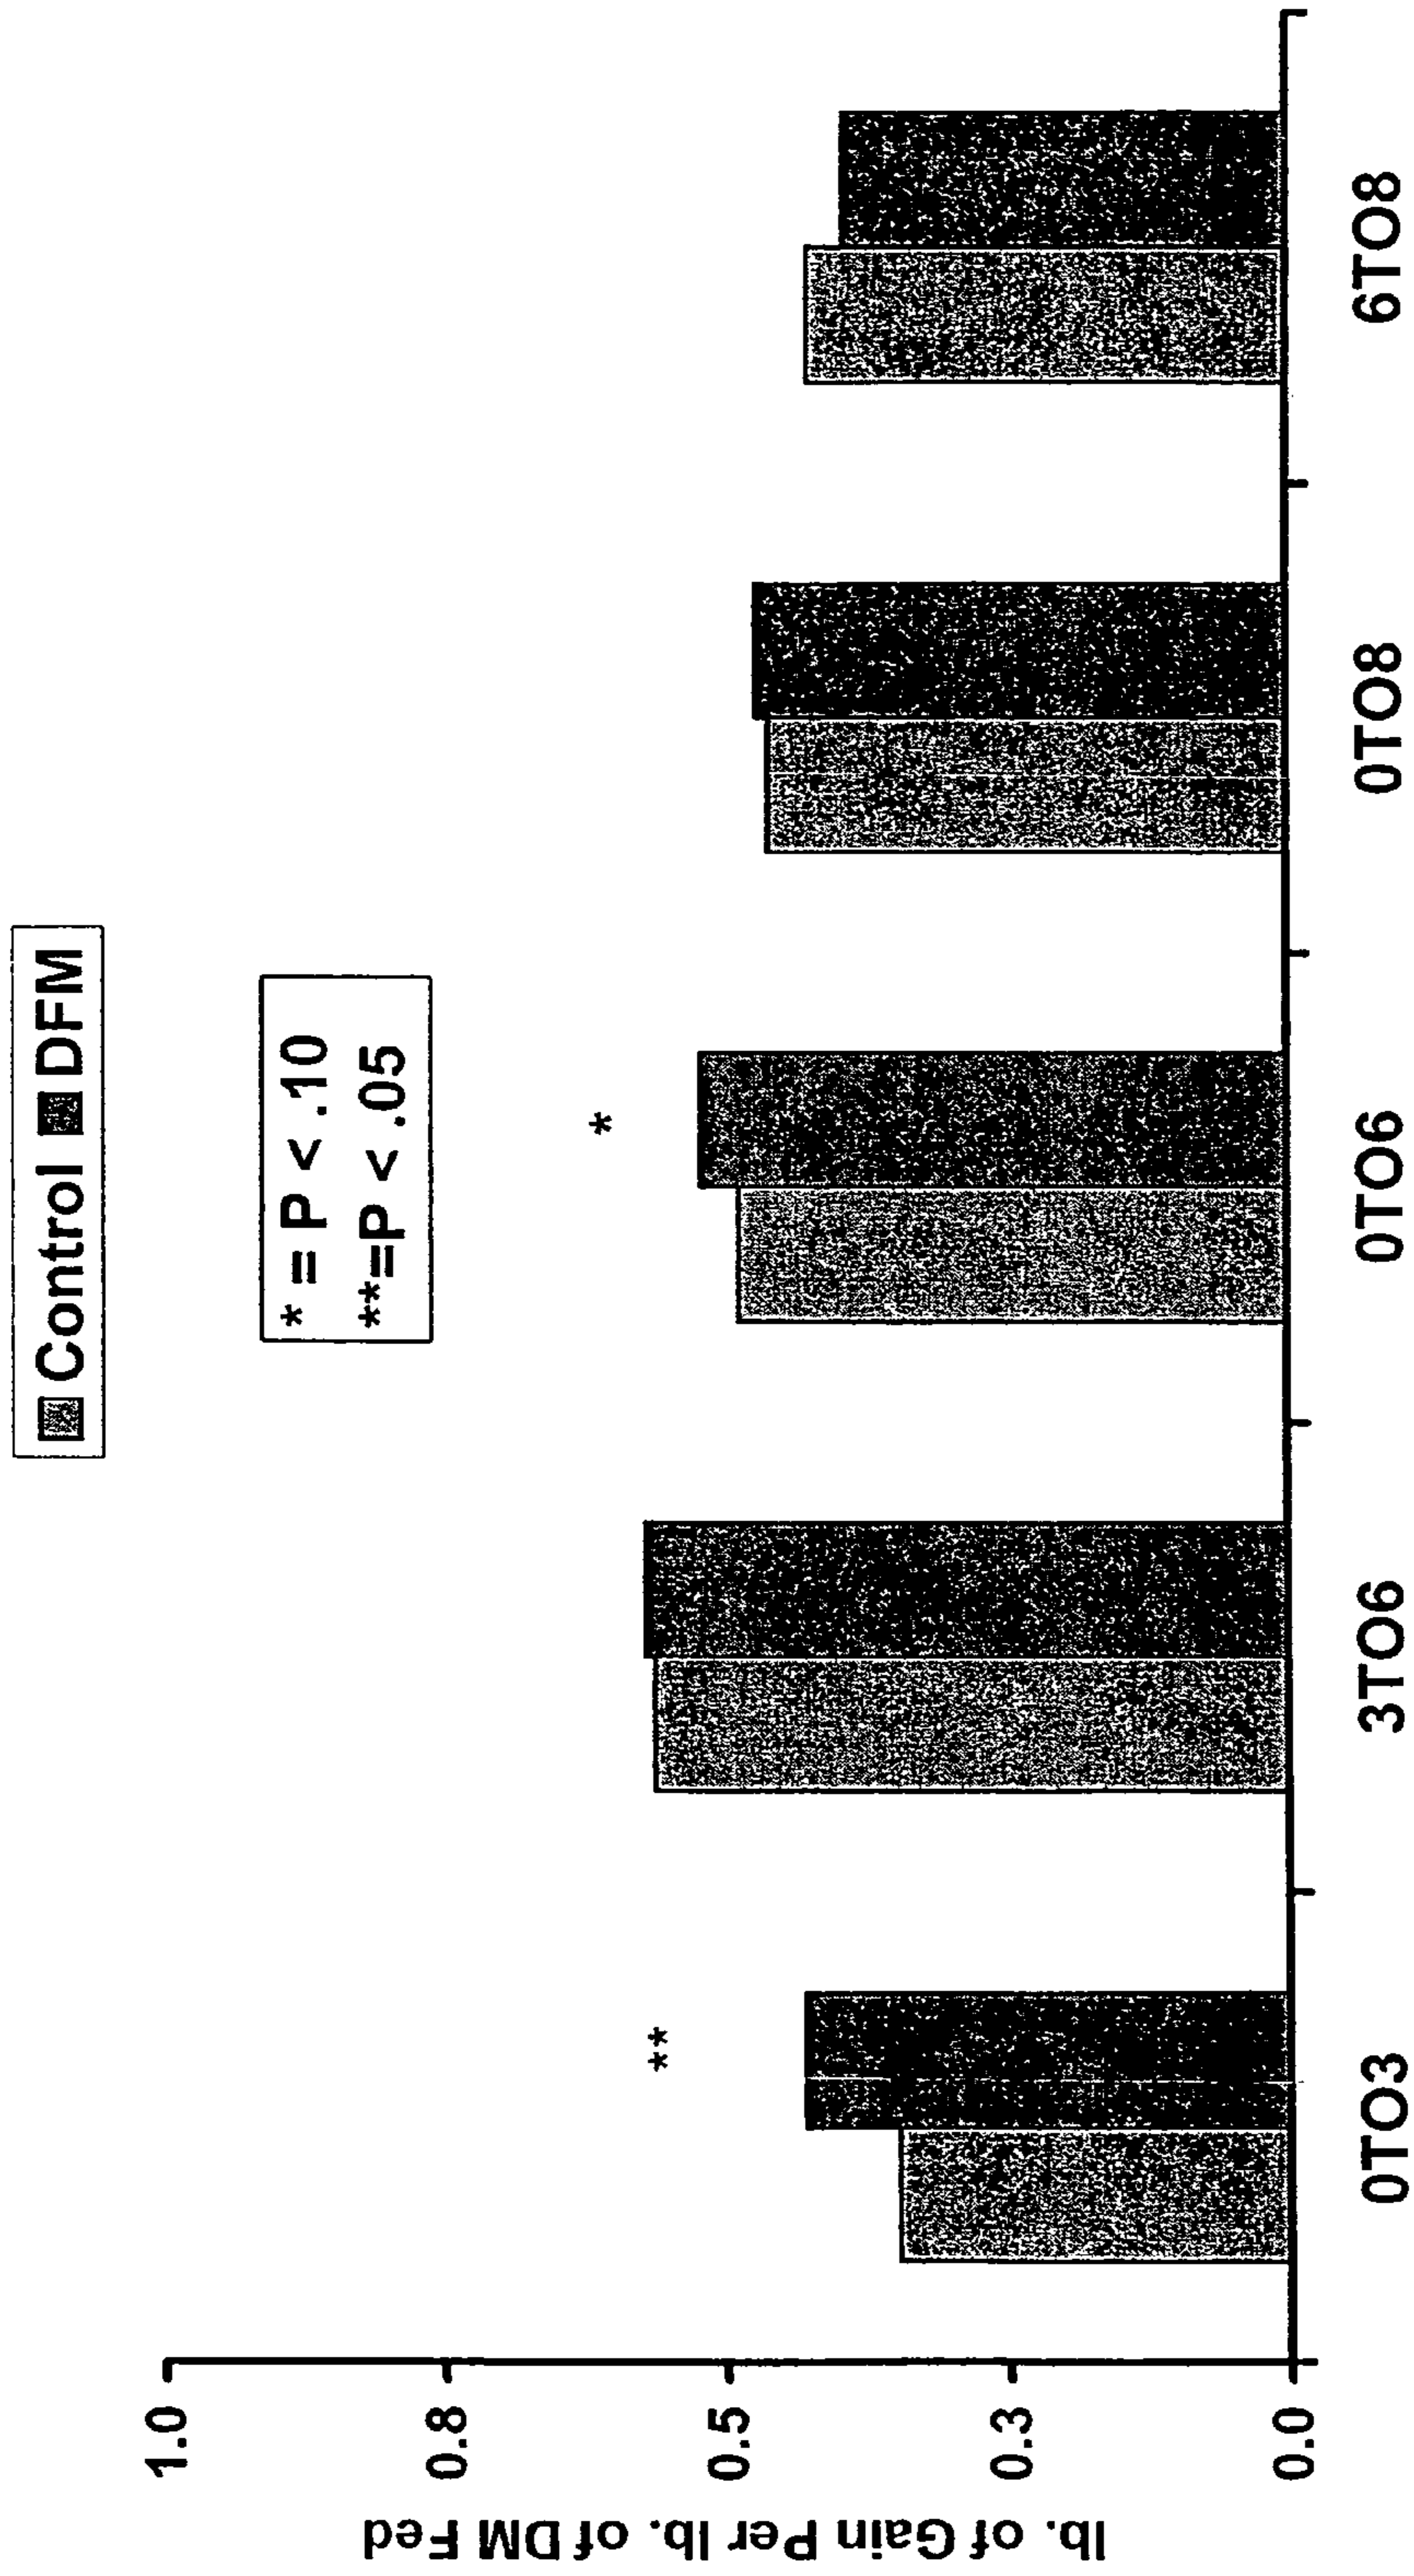 Control DFM
* = P < .10
**=P < .05
lb. of Gain Per lb. of DM Fed
1.0
0.8
0.5
0.3
0.0
**
*
0TO3 3TO6 0TO6 0TO8 6TO8